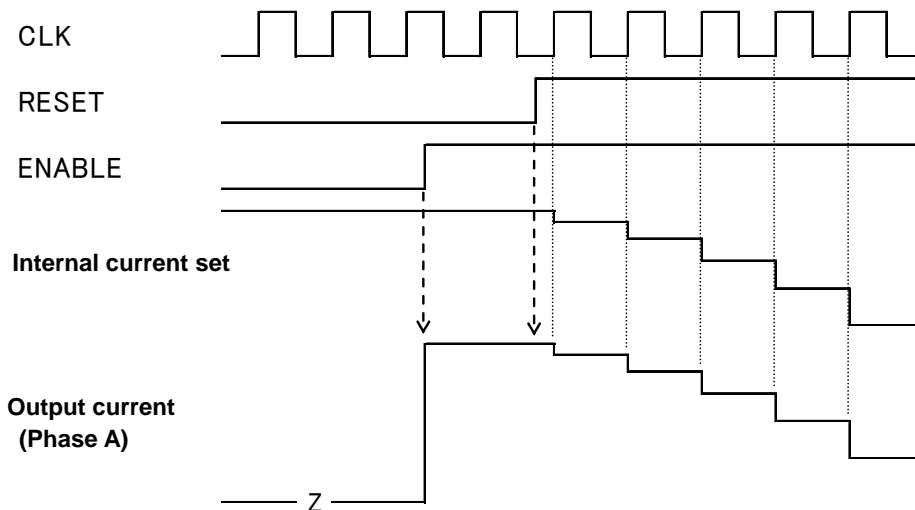 CLK
RESET
ENABLE
Internal current set
Output current
(Phase A)
Z